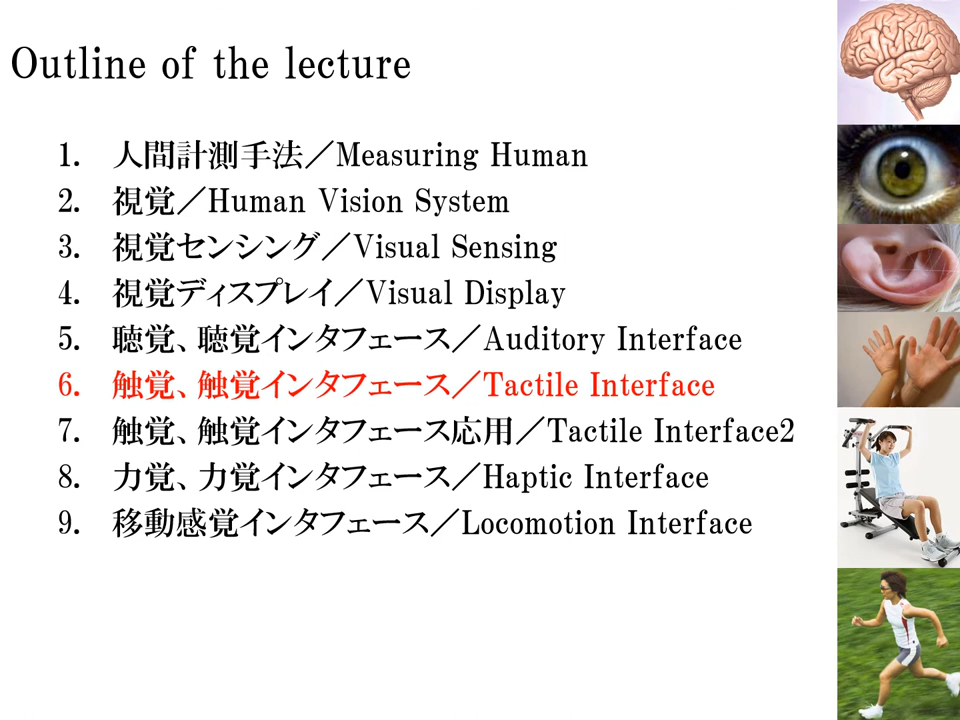 Outline of the lecture
1. 人間計測手法／Measuring Human
2. 視覚／Human Vision System
3. 視覚センシング／Visual Sensing
4. 視覚ディスプレイ／Visual Display
5. 聴覚、聴覚インタフェース／Auditory Interface
6. 触覚、触覚インタフェース／Tactile Interface
7. 触覚、触覚インタフェース応用／Tactile Interface2
8. 力覚、力覚インタフェース／Haptic Interface
9. 移動感覚インタフェース／Locomotion Interface